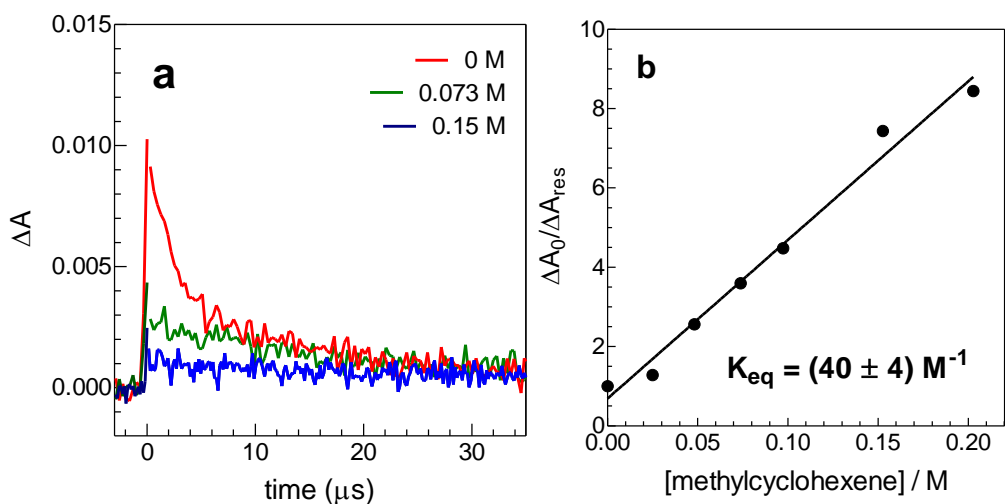 a
0 M
0.073 M
0.15 M
0.015
0.010
0.005
0.000
ΔA
0
10
20
30
time (μs)
b
10
8
6
4
2
0
ΔA₀/ΔAres
Keq = (40 ± 4) M⁻¹
0.00
0.05
0.10
0.15
0.20
[methylcyclohexene] / M